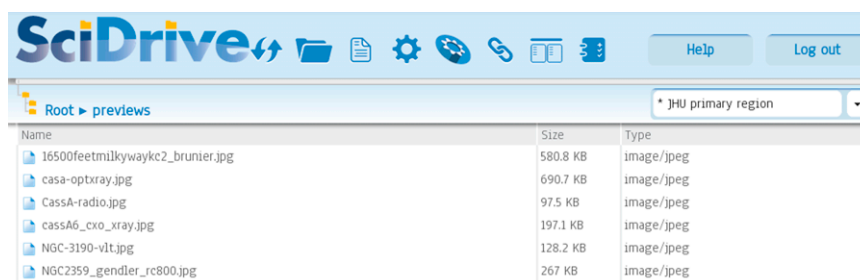 SciDrive
Help
Log out
Root ► previews
* JHU primary region
Name Size Type
16500feetmilkywaykc2_brunier.jpg 580.8 KB image/jpeg
casa-optxray.jpg 690.7 KB image/jpeg
CassA-radio.jpg 97.5 KB image/jpeg
cassA6_cxo_xray.jpg 197.1 KB image/jpeg
NGC-3190-vlt.jpg 128.2 KB image/jpeg
NGC2359_gendler_rc800.jpg 267 KB image/jpeg